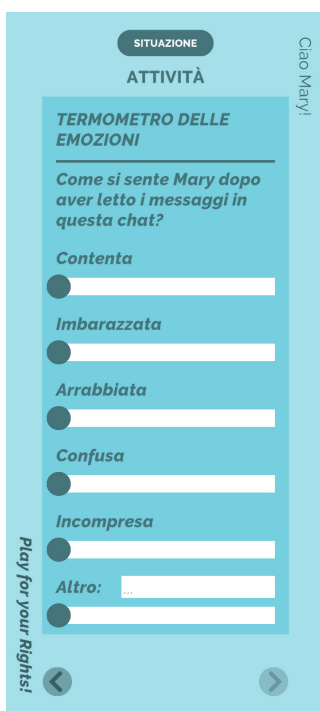 SITUAZIONE
ATTIVITÀ
Ciao Mary!
TERMOMETRO DELLE
EMOZIONI
Come si sente Mary dopo
aver letto i messaggi in
questa chat?
Contenta
Imbarazzata
Arrabbiata
Confusa
Incompresa
Altro:
...
Play for your Rights!